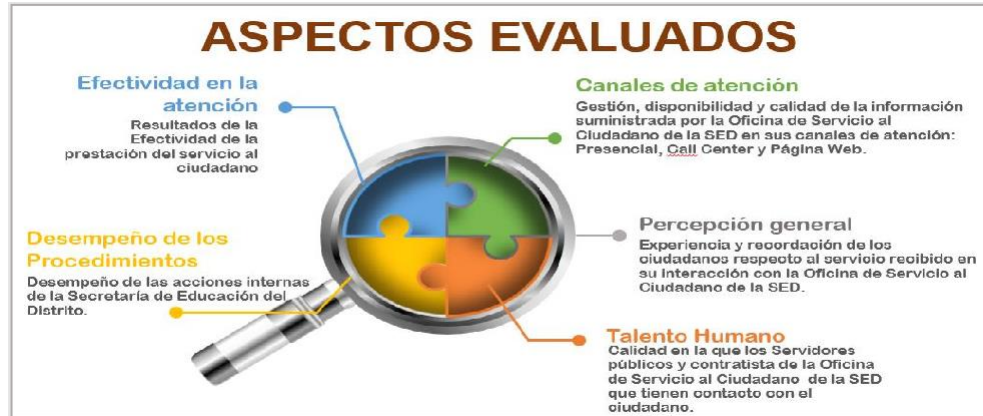 ASPECTOS EVALUADOS
Efectividad en la
atención
Resultados de la
Efectividad de la
prestación del servicio al
ciudadano
Canales de atención
Gestión, disponibilidad y calidad de la información
suministrada por la Oficina de Servicio al
Ciudadano de la SED en sus canales de atención:
Presencial, Call Center y Página Web.
Desempeño de los
Procedimientos
Desempeño de las acciones internas
de la Secretaría de Educación del
Distrito.
Percepción general
Experiencia y recordación de los
ciudadanos respecto al servicio recibido en
su interacción con la Oficina de Servicio al
Ciudadano de la SED.
Talento Humano
Calidad en la que los Servidores
públicos y contratista de la Oficina
de Servicio al Ciudadano de la SED
que tienen contacto con el
ciudadano.